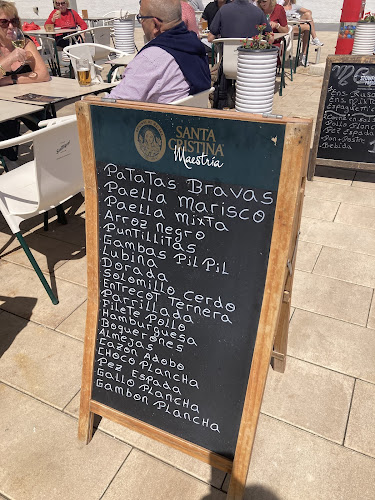 SANTA
CRISTINA
Maestría
PATATAS BRAVAS
PAELLA MARISCO
PAELLA MIXTA
ARROZ NEGRO
PUNTILLITAS
GAMBAS PIL PIL
LUBINA
DORADA
SOLOMILLO CERDO
ENTRECOT TERNERA
PARRILLADA
FILETE POLLO
HAMBURGUESA
BOQUERONES
ALMEJAS
CAZÓN ADOBO
CHOCO PLANCHA
PEZ ESPADA
GALLO PLANCHA
GAMBON PLANCHA